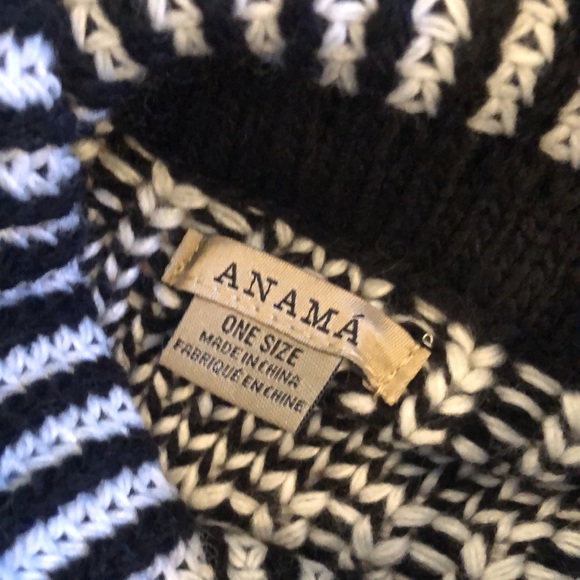 ANAMÁ
ONE SIZE
MADE IN CHINA
FABRIQUÉ EN CHINE